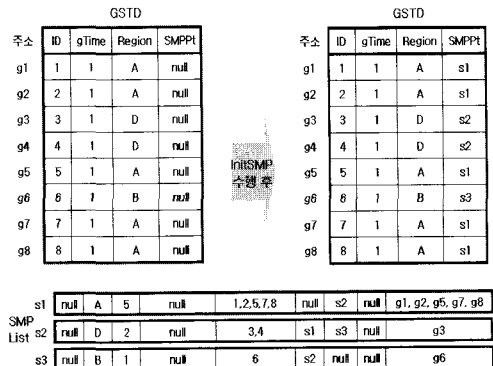 GSTD GSTD
주소 ID gTime Region SMPPt 주소 ID gTime Region SMPPt
g1 1 1 A null g1 1 1 A s1
g2 2 1 A null g2 2 1 A s1
g3 3 1 D null g3 3 1 D s2
g4 4 1 D null g4 4 1 D s2
g5 5 1 A null InitSMP g5 5 1 A s1
g6 6 1 B null 수행 후 g6 6 1 B s3
g7 7 1 A null g7 7 1 A s1
g8 8 1 A null g8 8 1 A s1
s1 null A 5 null 1,2,5,7,8 null s2 null g1, g2, g5, g7, g8
SMP List s2 null D 2 null 3,4 s1 s3 null g3
s3 null B 1 null 6 s2 null null g6